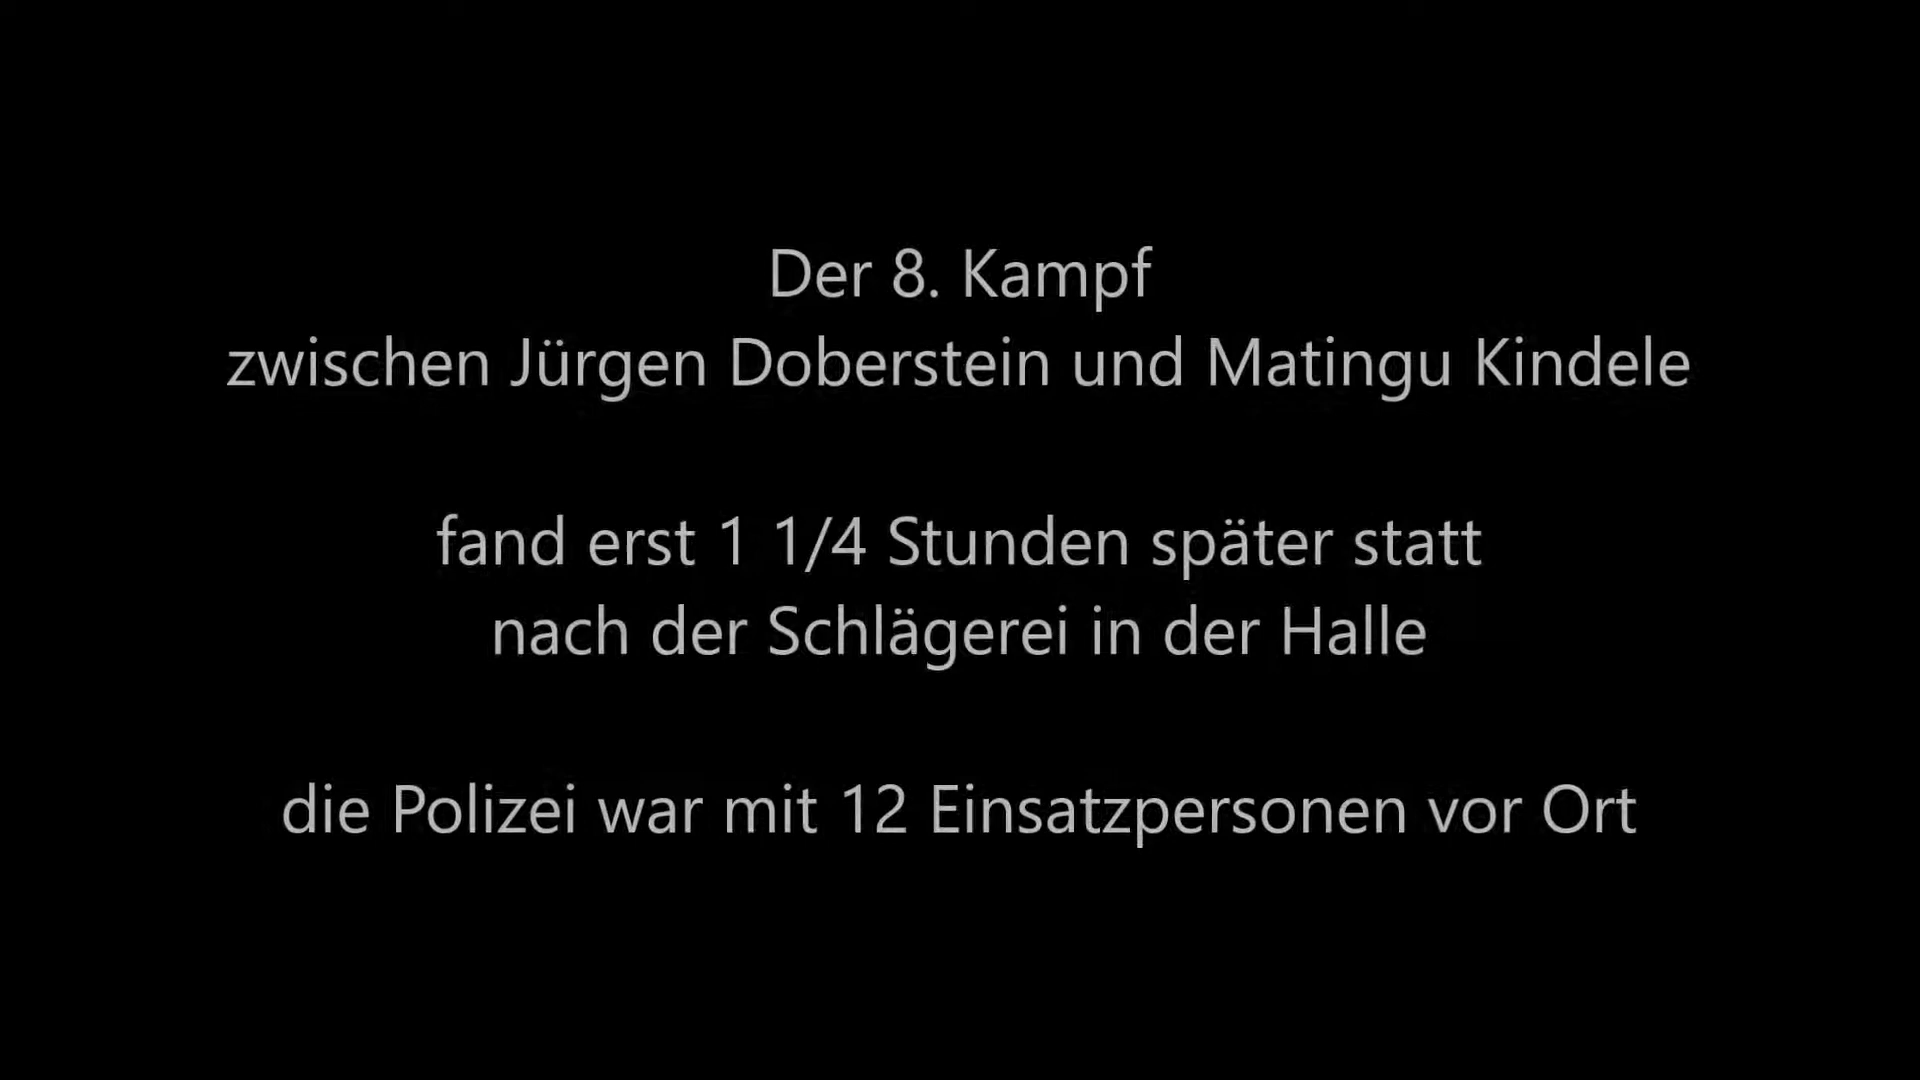 Der 8. Kampf
zwischen Jürgen Doberstein und Matingu Kindele
fand erst 1 1/4 Stunden später statt
nach der Schlägerei in der Halle
die Polizei war mit 12 Einsatzpersonen vor Ort